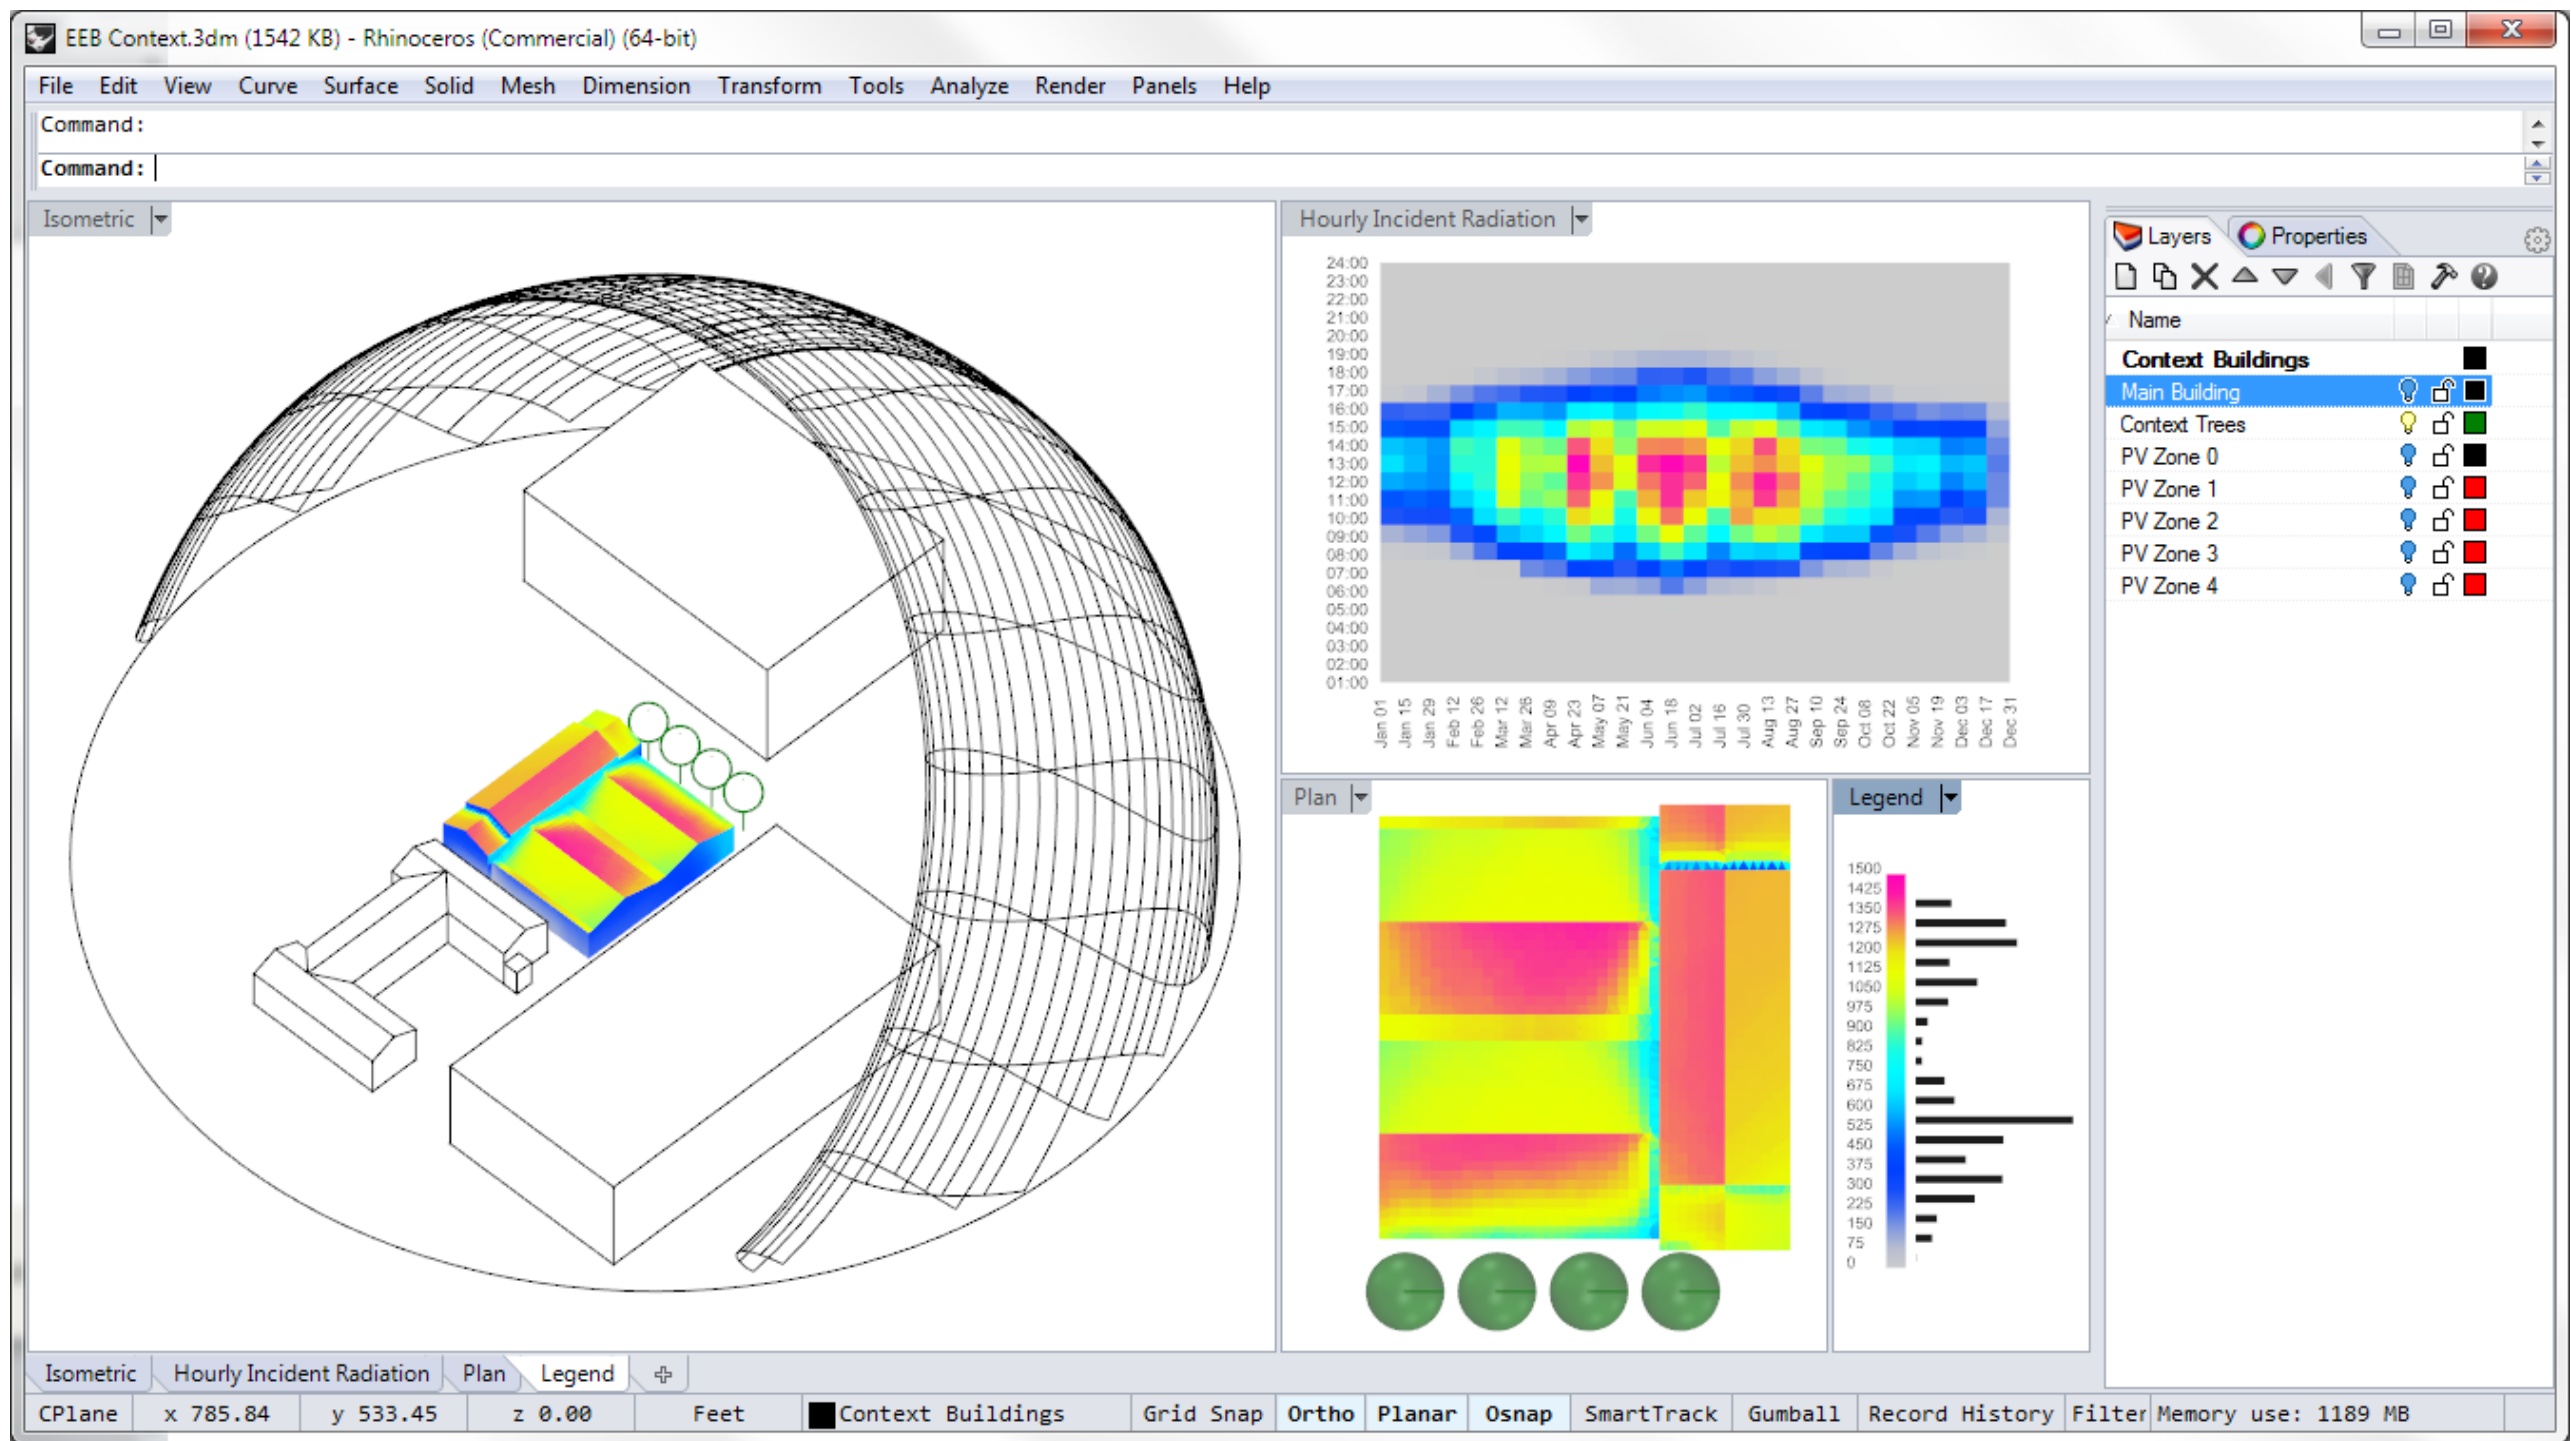 EEB Context.3dm (1542 KB) - Rhinoceros (Commercial) (64-bit)
File Edit View Curve Surface Solid Mesh Dimension Transform Tools Analyze Render Panels Help
Command:
Command:
Isometric
Hourly Incident Radiation
24:00
23:00
22:00
21:00
20:00
19:00
18:00
17:00
16:00
15:00
14:00
13:00
12:00
11:00
10:00
09:00
08:00
07:00
06:00
05:00
04:00
03:00
02:00
01:00
Jan 01
Jan 15
Jan 29
Feb 12
Feb 26
Mar 12
Mar 26
Apr 09
Apr 23
May 07
May 21
Jun 04
Jun 18
Jul 02
Jul 16
Jul 30
Aug 13
Aug 27
Sep 10
Sep 24
Oct 08
Oct 22
Nov 05
Nov 19
Dec 03
Dec 17
Dec 31
Plan
Legend
1500
1425
1350
1275
1200
1125
1050
975
900
825
750
675
600
525
450
375
300
225
150
75
0
Layers Properties
Name
Context Buildings
Main Building
Context Trees
PV Zone 0
PV Zone 1
PV Zone 2
PV Zone 3
PV Zone 4
Isometric Hourly Incident Radiation Plan Legend
CPlane x 785.84 y 533.45 z 0.00 Feet Context Buildings Grid Snap Ortho Planar Osnap SmartTrack Gumball Record History Filter Memory use: 1189 MB